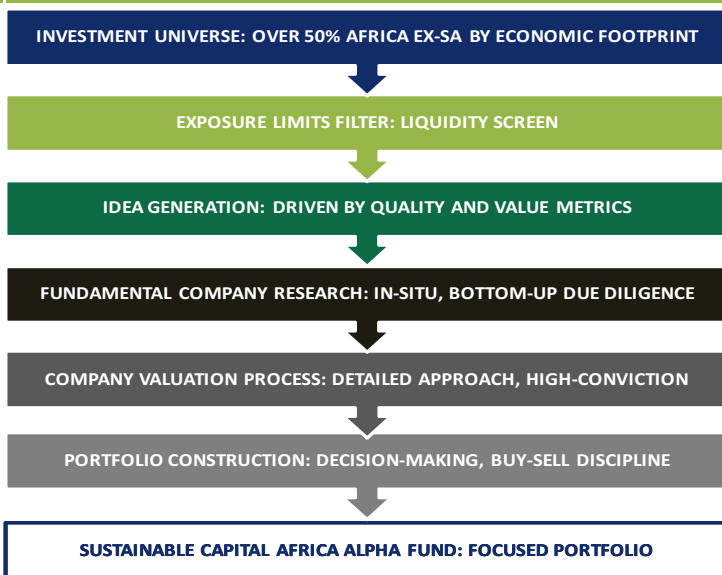 INVESTMENT UNIVERSE: OVER 50% AFRICA EX-SA BY ECONOMIC FOOTPRINT
EXPOSURE LIMITS FILTER: LIQUIDITY SCREEN
IDEA GENERATION: DRIVEN BY QUALITY AND VALUE METRICS
FUNDAMENTAL COMPANY RESEARCH: IN-SITU, BOTTOM-UP DUE DILIGENCE
COMPANY VALUATION PROCESS: DETAILED APPROACH, HIGH-CONVICTION
PORTFOLIO CONSTRUCTION: DECISION-MAKING, BUY-SELL DISCIPLINE
SUSTAINABLE CAPITAL AFRICA ALPHA FUND: FOCUSED PORTFOLIO